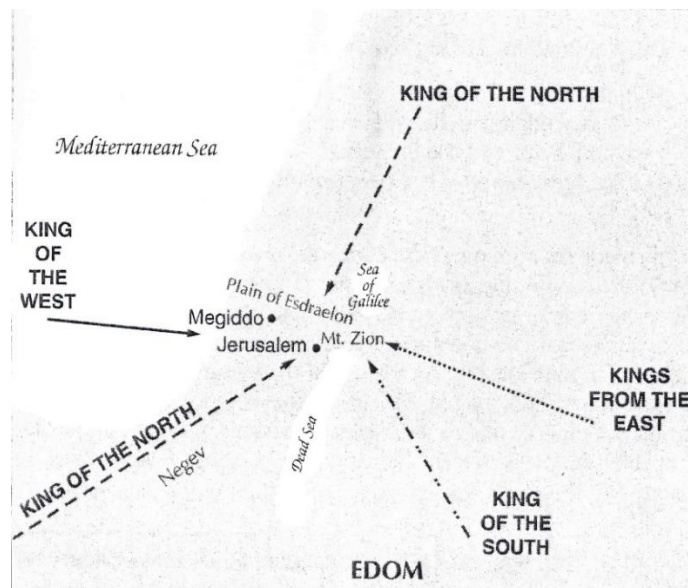 KING OF THE NORTH
Mediterranean Sea
KING
OF
THE
WEST
Sea
of
Galilee
Plain of Esdraelon
Megiddo
Jerusalem
Mt. Zion
KINGS
FROM THE
EAST
KING OF THE NORTH
Negev
Dead Sea
KING
OF THE
SOUTH
EDOM